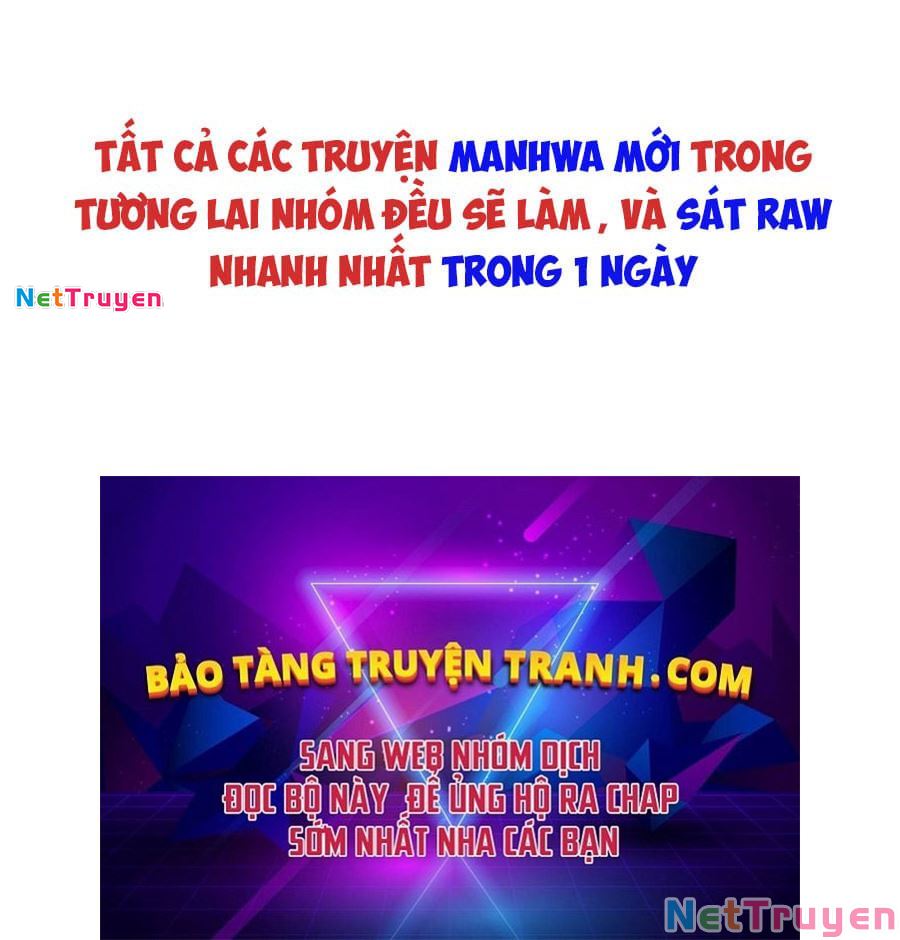 TẤT CẢ CÁC TRUYỆN MANHWA MỚI TRONG
TƯƠNG LAI NHÓM ĐỀU SẼ LÀM , VÀ SÁT RAW
NHANH NHẤT TRONG 1 NGÀY
NetTruyen
BẢO TÀNG TRUYỆN TRANH.COM
SANG WEB NHÓM DỊCH
ĐỌC BỘ NÀY ĐỂ ỦNG HỘ RA CHAP
SỚM NHẤT NHA CÁC BẠN
NetTruyen